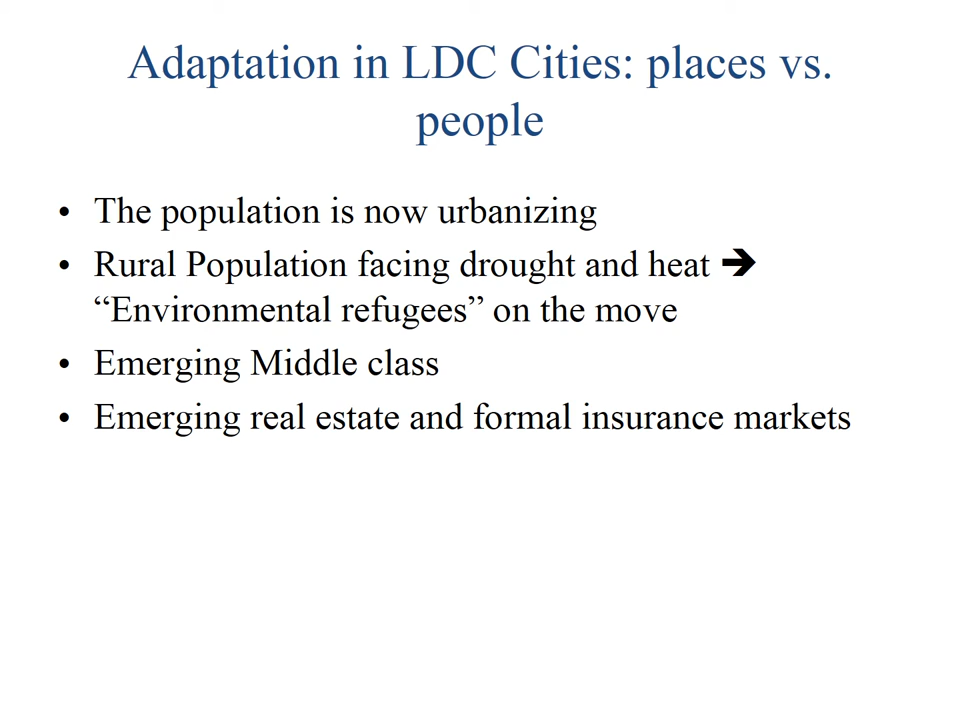 Adaptation in LDC Cities: places vs.
people
• The population is now urbanizing
• Rural Population facing drought and heat ➔
“Environmental refugees” on the move
• Emerging Middle class
• Emerging real estate and formal insurance markets